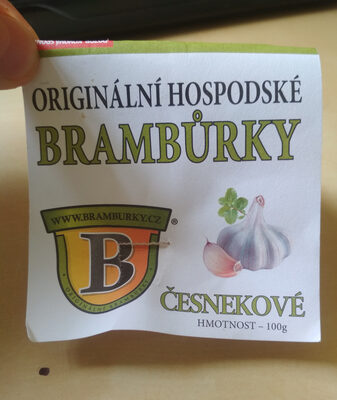 ORIGINÁLNÍ HOSPODSKÉ
BRAMBŮRKY
WWW.BRAMBURKY.CZ
®
B
ČESNEKOVÉ
HMOTNOST – 100g